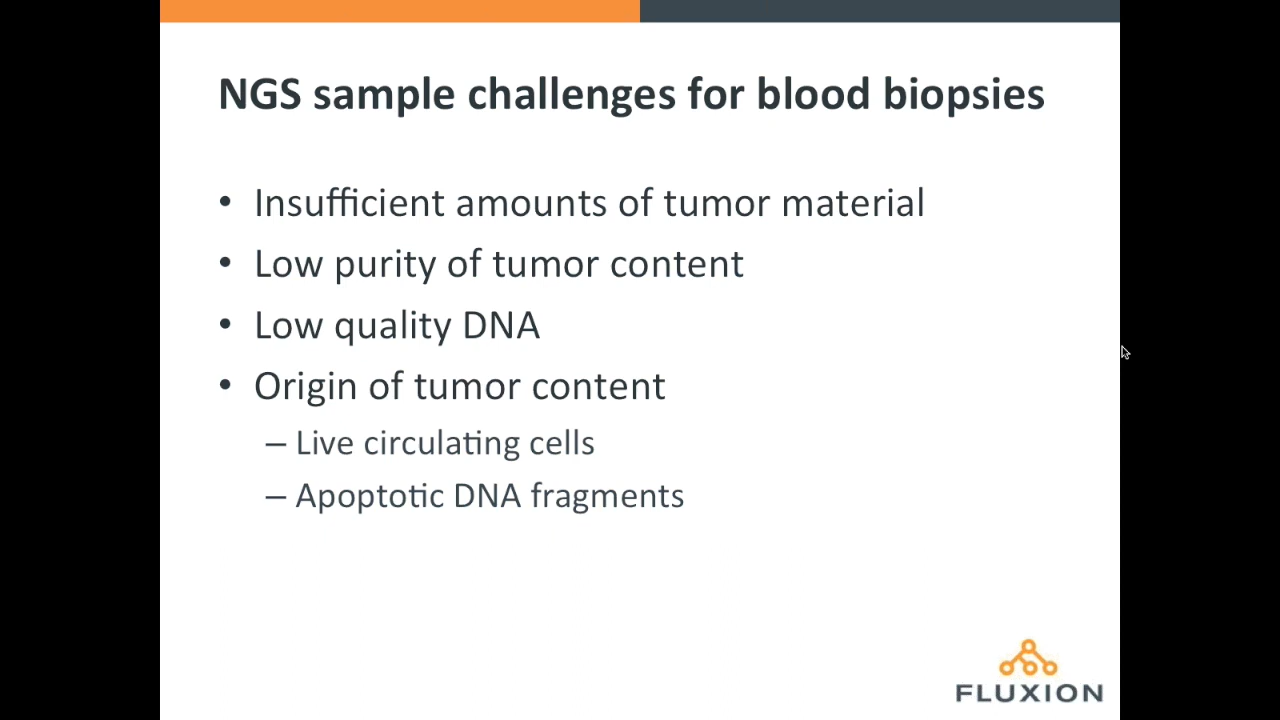 NGS sample challenges for blood biopsies
• Insufficient amounts of tumor material
• Low purity of tumor content
• Low quality DNA
• Origin of tumor content
– Live circulating cells
– Apoptotic DNA fragments
FLUXION